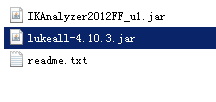 IKAnalyzer2012FF_u1.jar
lukeall-4.10.3.jar
readme.txt